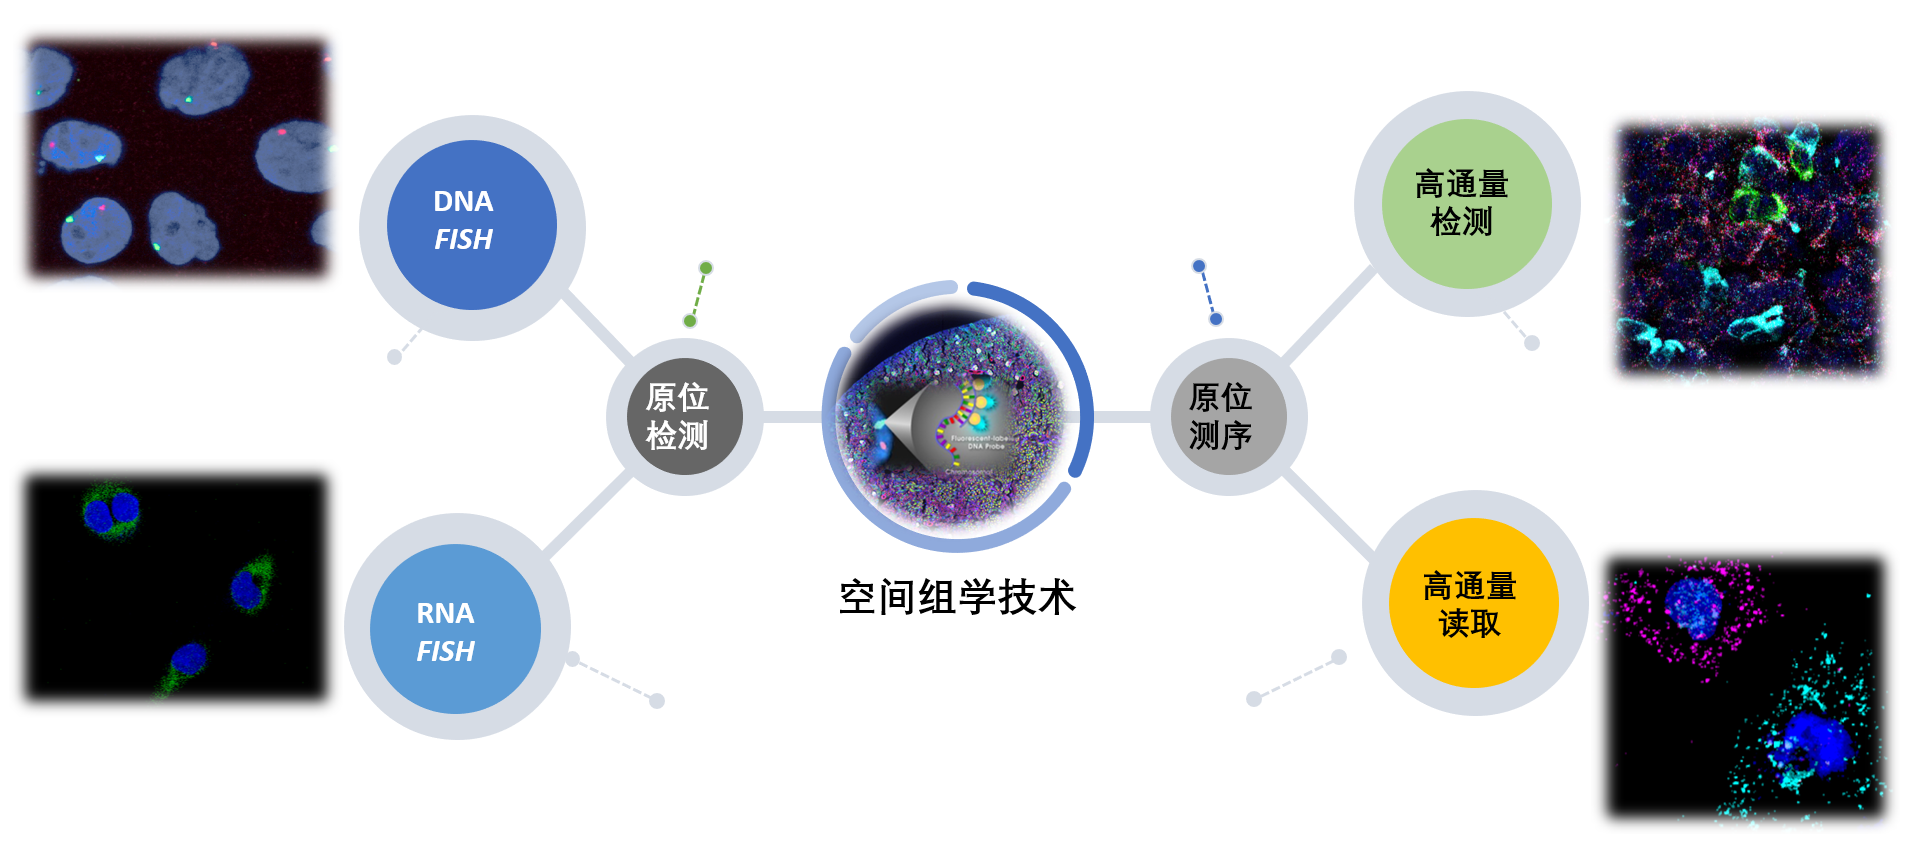 DNA
FISH
原位
检测
RNA
FISH
Fluorescent-labeled
DNA Probe
空间组学技术
原位
测序
高通量
检测
高通量
读取